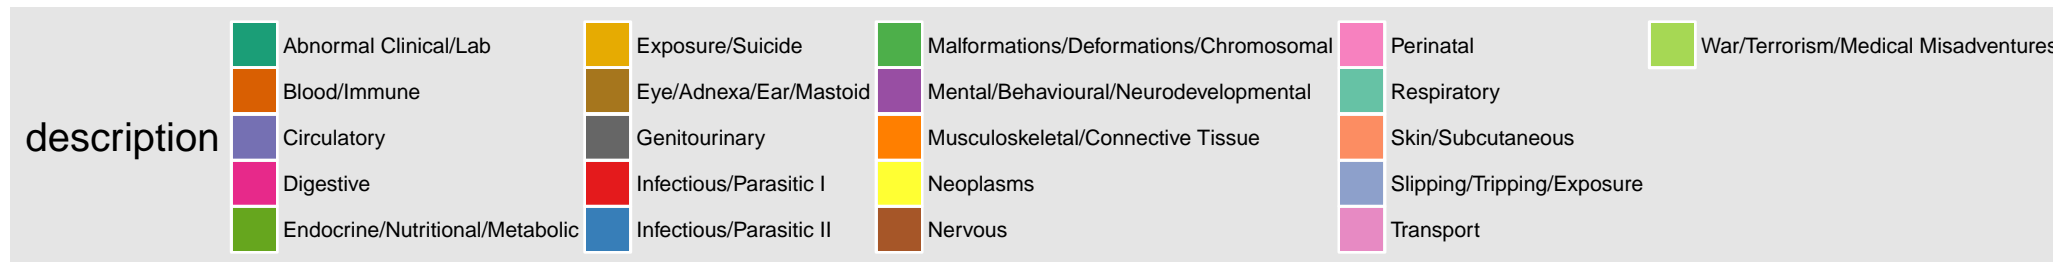 description
Abnormal Clinical/Lab
Blood/Immune
Circulatory
Digestive
Endocrine/Nutritional/Metabolic
Exposure/Suicide
Eye/Adnexa/Ear/Mastoid
Genitourinary
Infectious/Parasitic I
Infectious/Parasitic II
Malformations/Deformations/Chromosomal
Mental/Behavioural/Neurodevelopmental
Musculoskeletal/Connective Tissue
Neoplasms
Nervous
Perinatal
Respiratory
Skin/Subcutaneous
Slipping/Tripping/Exposure
Transport
War/Terrorism/Medical Misadventures